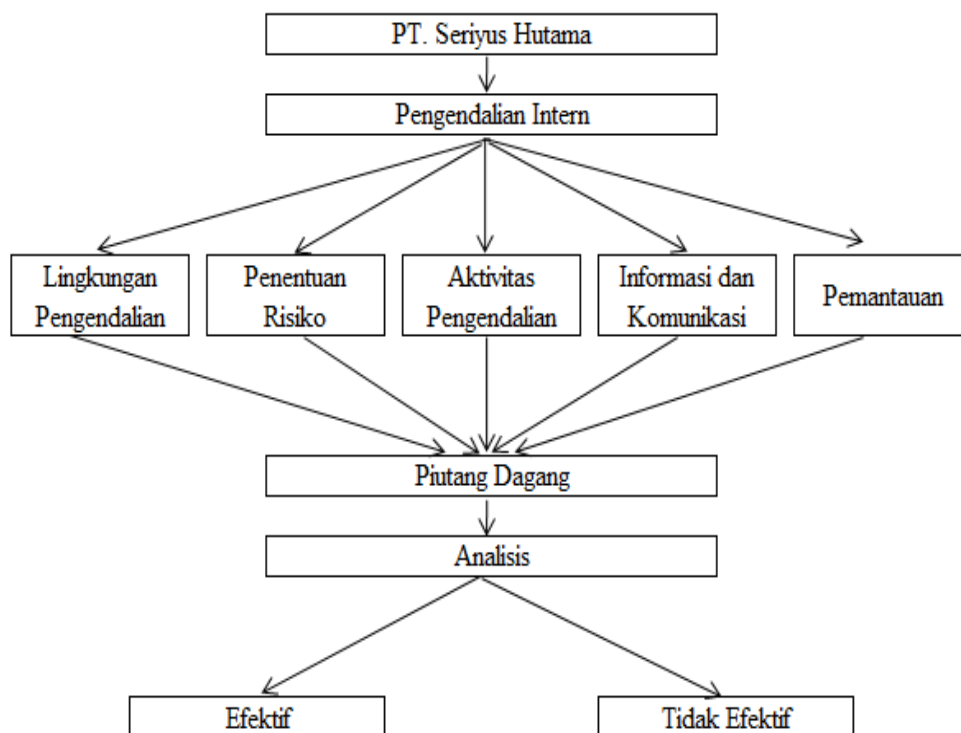 PT. Seriyus Hutama
Pengendalian Intern
Lingkungan
Pengendalian
Penentuan
Risiko
Aktivitas
Pengendalian
Informasi dan
Komunikasi
Pemantauan
Piutang Dagang
Analisis
Efektif
Tidak Efektif